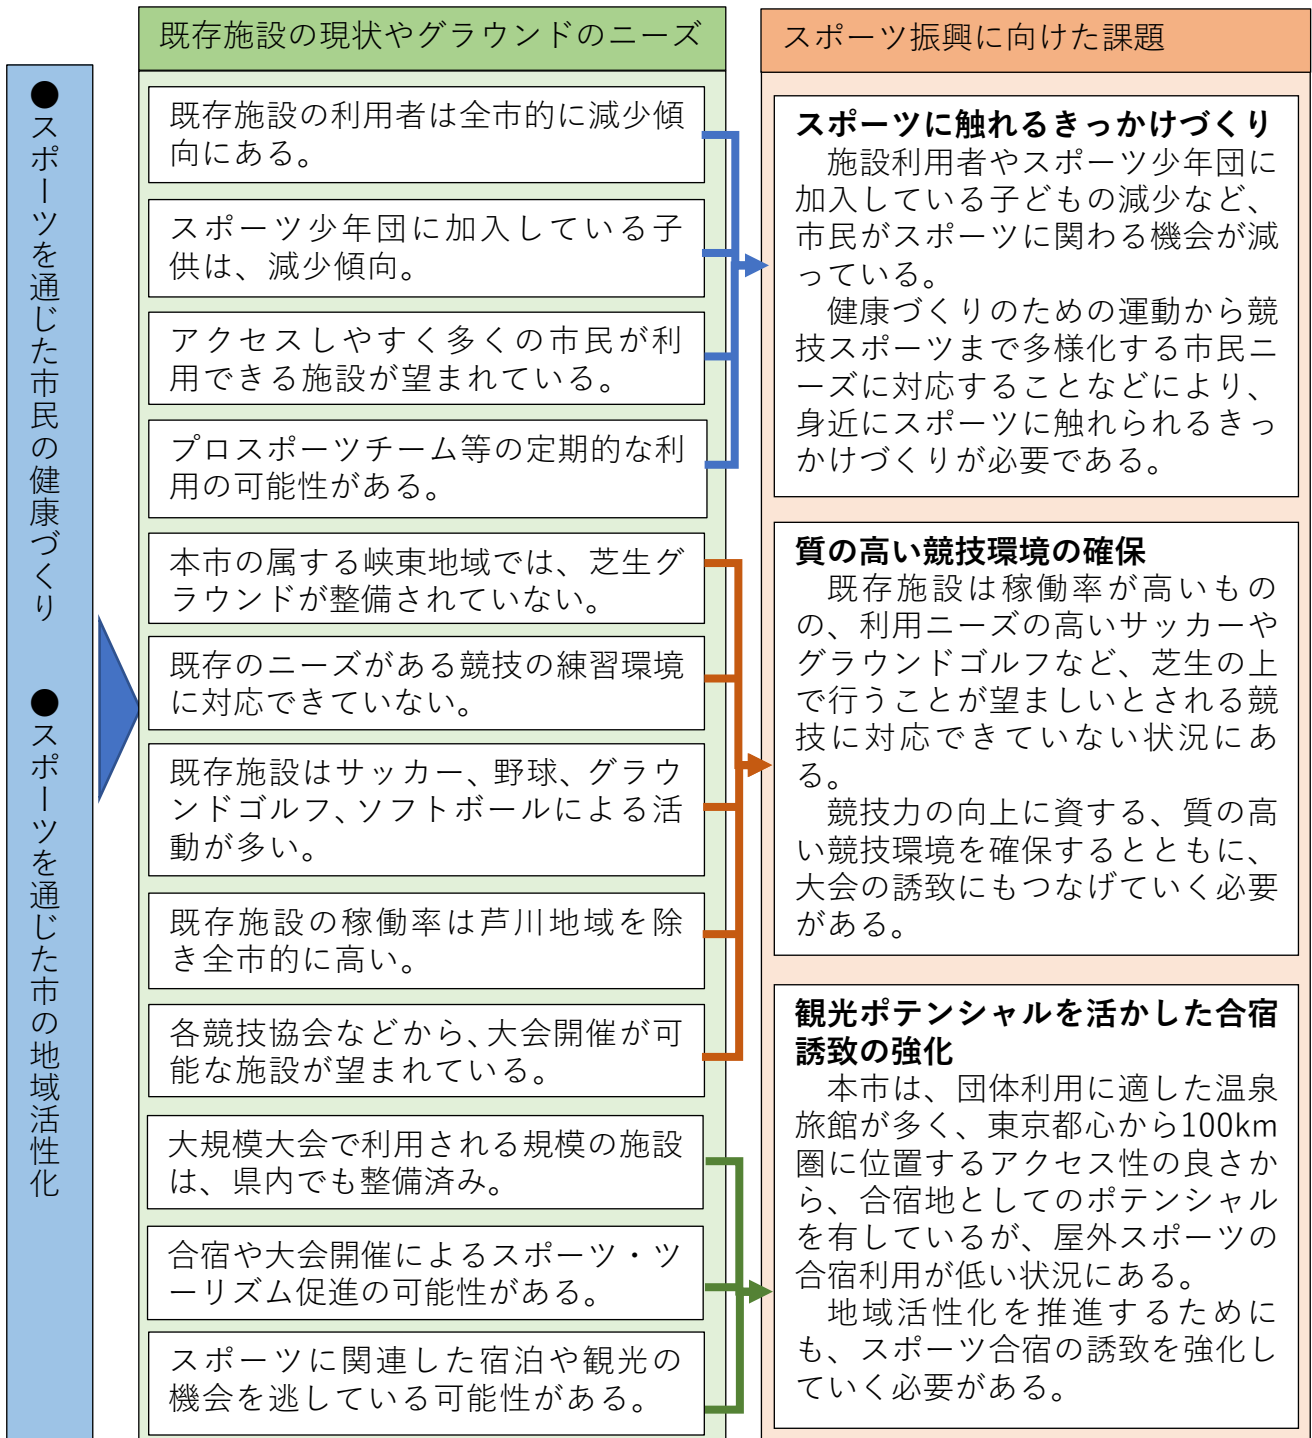 ●スポーツを通じた市民の健康づくり　●スポーツを通じた市の地域活性化
既存施設の現状やグラウンドのニーズ
既存施設の利用者は全市的に減少傾
向にある。
スポーツ少年団に加入している子
供は、減少傾向。
アクセスしやすく多くの市民が利
用できる施設が望まれている。
プロスポーツチーム等の定期的な利
用の可能性がある。
本市の属する峡東地域では、芝生グ
ラウンドが整備されていない。
既存のニーズがある競技の練習環境
に対応できていない。
既存施設はサッカー、野球、グラウ
ンドゴルフ、ソフトボールによる活
動が多い。
既存施設の稼働率は芦川地域を除
き全市的に高い。
各競技協会などから、大会開催が可
能な施設が望まれている。
大規模大会で利用される規模の施設
は、県内でも整備済み。
合宿や大会開催によるスポーツ・ツ
ーリズム促進の可能性がある。
スポーツに関連した宿泊や観光の
機会を逃している可能性がある。
スポーツ振興に向けた課題
スポーツに触れるきっかけづくり
施設利用者やスポーツ少年団に
加入している子どもの減少など、
市民がスポーツに関わる機会が減
っている。
健康づくりのための運動から競
技スポーツまで多様化する市民ニ
ーズに対応することなどにより、
身近にスポーツに触れられるきっ
かけづくりが必要である。
質の高い競技環境の確保
既存施設は稼働率が高いもの
の、利用ニーズの高いサッカーや
グラウンドゴルフなど、芝生の上
で行うことが望ましいとされる競
技に対応できていない状況にあ
る。
競技力の向上に資する、質の高
い競技環境を確保するとともに、
大会の誘致にもつなげていく必要
がある。
観光ポテンシャルを活かした合宿
誘致の強化
本市は、団体利用に適した温泉
旅館が多く、東京都心から100km
圏に位置するアクセス性の良さか
ら、合宿地としてのポテンシャル
を有しているが、屋外スポーツの
合宿利用が低い状況にある。
地域活性化を推進するためにに
も、スポーツ合宿の誘致を強化し
ていく必要がある。